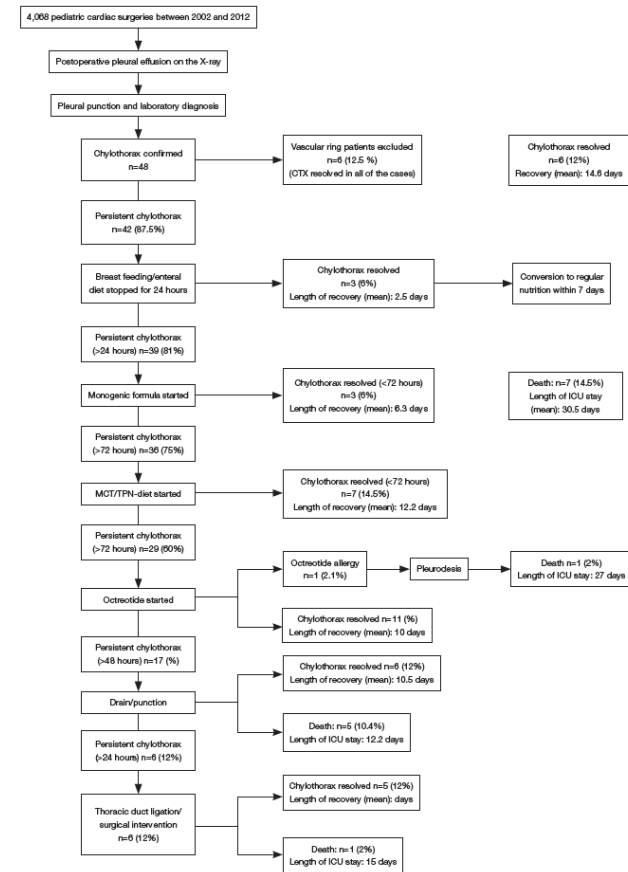 4,068 pediatric cardiac surgeries between 2002 and 2012
Postoperative pleural effusion on the X-ray
Pleural punction and laboratory diagnosis
Chylothorax confirmed
n=48
Vascular ring patients excluded
n=6 (12.5 %)
(CTX resolved in all of the cases)
Chylothorax resolved
n=6 (12%)
Recovery (mean): 14.6 days
Persistent chylothorax
n=42 (87.5%)
Breast feeding/enteral
diet stopped for 24 hours
Chylothorax resolved
n=3 (6%)
Length of recovery (mean): 2.5 days
Conversion to regular
nutrition within 7 days
Persistent chylothorax
(>24 hours) n=39 (81%)
Monogenic formula started
Chylothorax resolved (<72 hours)
n=3 (6%)
Length of recovery (mean): 6.3 days
Death: n=7 (14.5%)
Length of ICU stay
(mean): 30.5 days
Persistent chylothorax
(>72 hours) n=36 (75%)
MCT/TPN-diet started
Chylothorax resolved (<72 hours)
n=7 (14.5%)
Length of recovery (mean): 12.2 days
Persistent chylothorax
(>72 hours) n=29 (60%)
Octreotide started
Octreotide allergy
n=1 (2.1%)
Pleurodesis
Death n=1 (2%)
Length of ICU stay: 27 days
Chylothorax resolved n=11 (%)
Length of recovery (mean): 10 days
Persistent chylothorax
(>48 hours) n=17 (%)
Drain/punction
Chylothorax resolved n=6 (12%)
Length of recovery (mean): 10.5 days
Death: n=5 (10.4%)
Length of ICU stay: 12.2 days
Persistent chylothorax
(>24 hours) n=6 (12%)
Thoracic duct ligation/
surgical intervention
n=6 (12%)
Chylothorax resolved n=5 (12%)
Length of recovery (mean): days
Death: n=1 (2%)
Length of ICU stay: 15 days